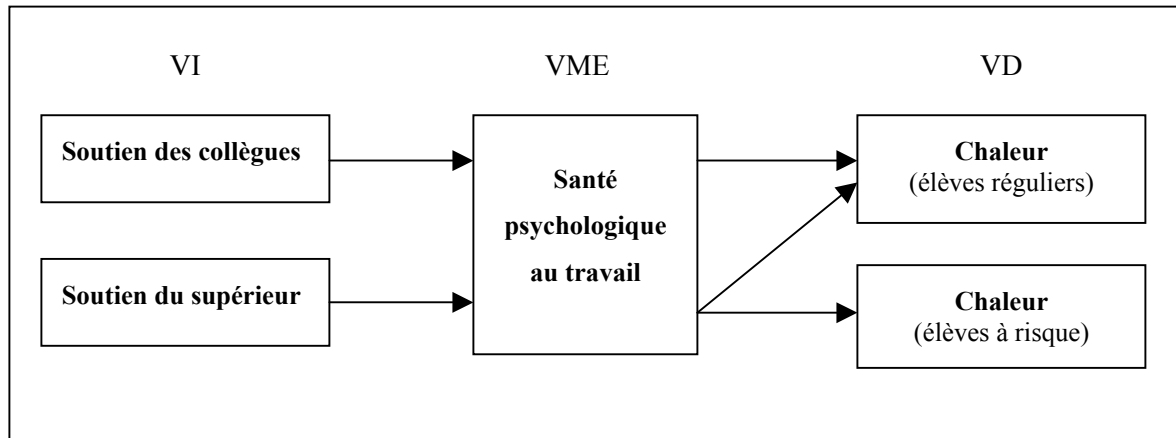 VI
VME
VD
Soutien des collègues
Soutien du supérieur
Santé
psychologique
au travail
Chaleur
(élèves réguliers)
Chaleur
(élèves à risque)